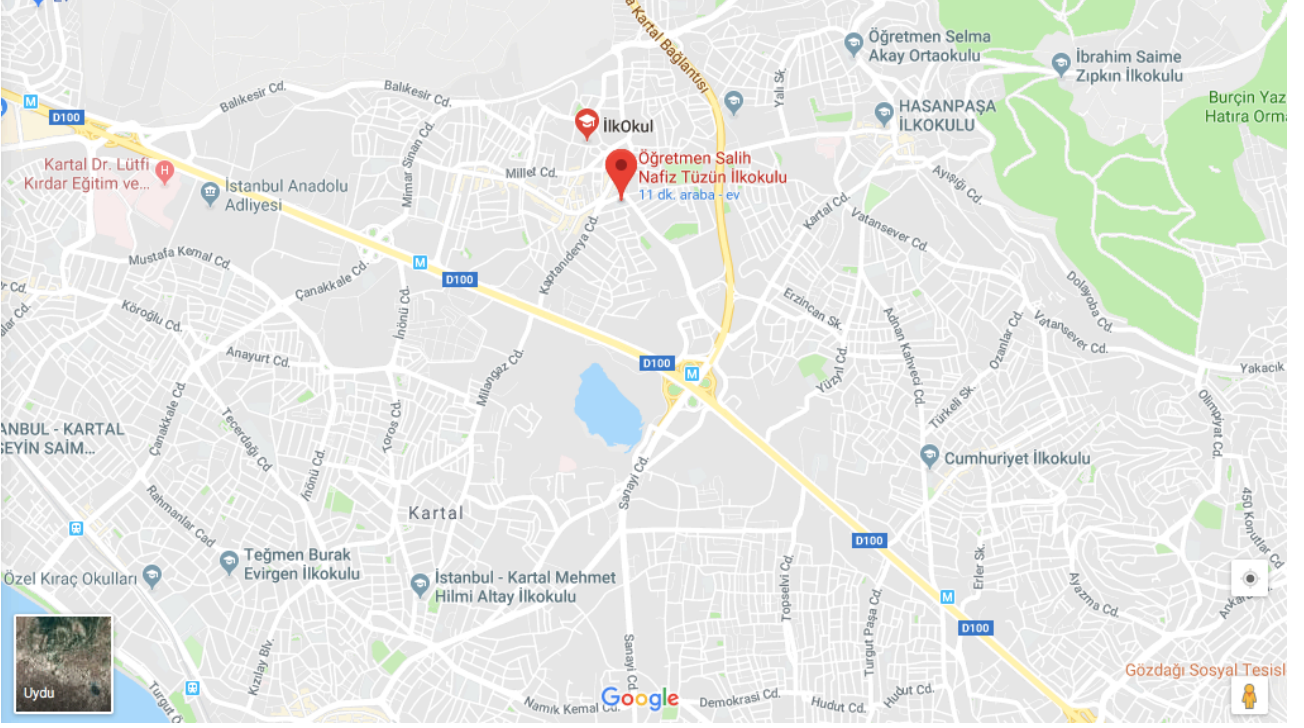 a Kartal Bağlantısı
Öğretmen Selma
Akay Ortaokulu
İbrahim Saime
Zıpkın İlkokulu
Balıkesir Cd.
Balıkesir Cd.
Yalı Sk.
Burçin Yaz
Hatıra Orma
M
D100
HASANPAŞA
İLKOKULU
İlkOkul
Mimar Sinan Cd.
Kartal Dr. Lütfi
Kırdar Eğitim ve...
H
Millet Cd.
Öğretmen Salih
Nafiz Tüzün İlkokulu
11 dk. araba - ev
İstanbul Anadolu
Adliyesi
Ayışığı Cd.
Kartal Cd.
Vatansever Cd.
Mustafa Kemal Cd.
Kaptanıderya Cd.
M
D100
Çanakkale Cd.
İnönü Cd.
Köroğlu Cd.
Erzincan Sk.
Dolayoba Cd.
Vatansever Cd.
Adnan Kahveci Cd.
Ozanlar Cd.
Anayurt Cd.
Milangaz Cd.
D100
M
Yüzyıl Cd.
Yakacık
Çanakkale Cd.
Tecerdağı Cd
Toros Cd.
Türkeli Sk.
Olimpiyat Cd.
ANBUL - KARTAL
SEYİN SAİM...
İnönü Cd.
Sanayi Cd.
Cumhuriyet İlkokulu
Rahmanlar Cad
Kartal
450 Konutlar Cd
D100
Teğmen Burak
Evirgen İlkokulu
Özel Kıraç Okulları
İstanbul - Kartal Mehmet
Hilmi Altay İlkokulu
Topselvi Cd.
Erler Sk.
Ayazma Cd.
M
Turgut Paşa Cd.
D100
Sanayi Cd
Kızılay Blv.
Gözdağı Sosyal Tesisl
Uydu
Turgut Ö
Namık Kemal Cd.
Google
Demokrasi Cd.
Hudut Cd.
Hudut Cd.